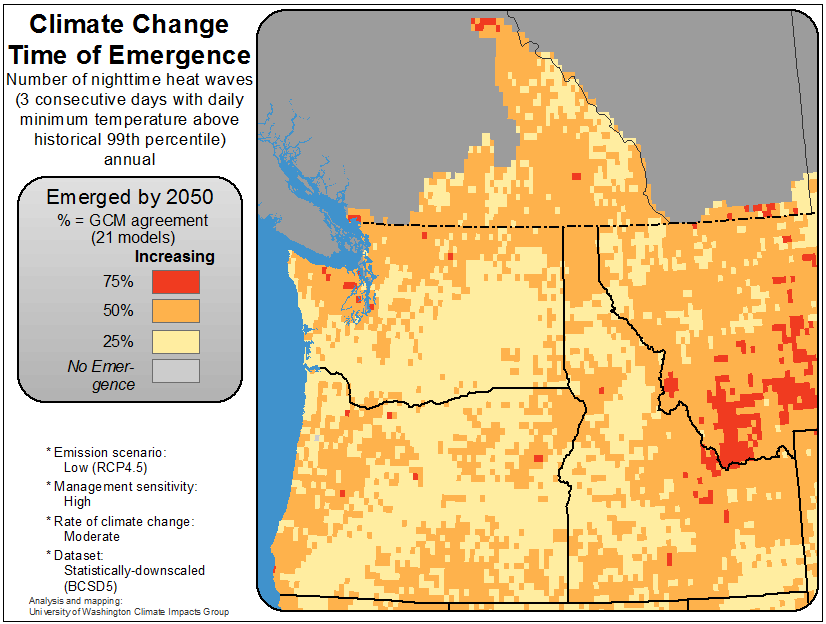 Climate Change
Time of Emergence
Number of nighttime heat waves
(3 consecutive days with daily
minimum temperature above
historical 99th percentile)
annual
Emerged by 2050
% = GCM agreement
(21 models)
Increasing
75%
50%
25%
No Emer-
gence
* Emission scenario:
Low (RCP4.5)
* Management sensitivity:
High
* Rate of climate change:
Moderate
* Dataset:
Statistically-downscaled
(BCSD5)
Analysis and mapping:
University of Washington Climate Impacts Group